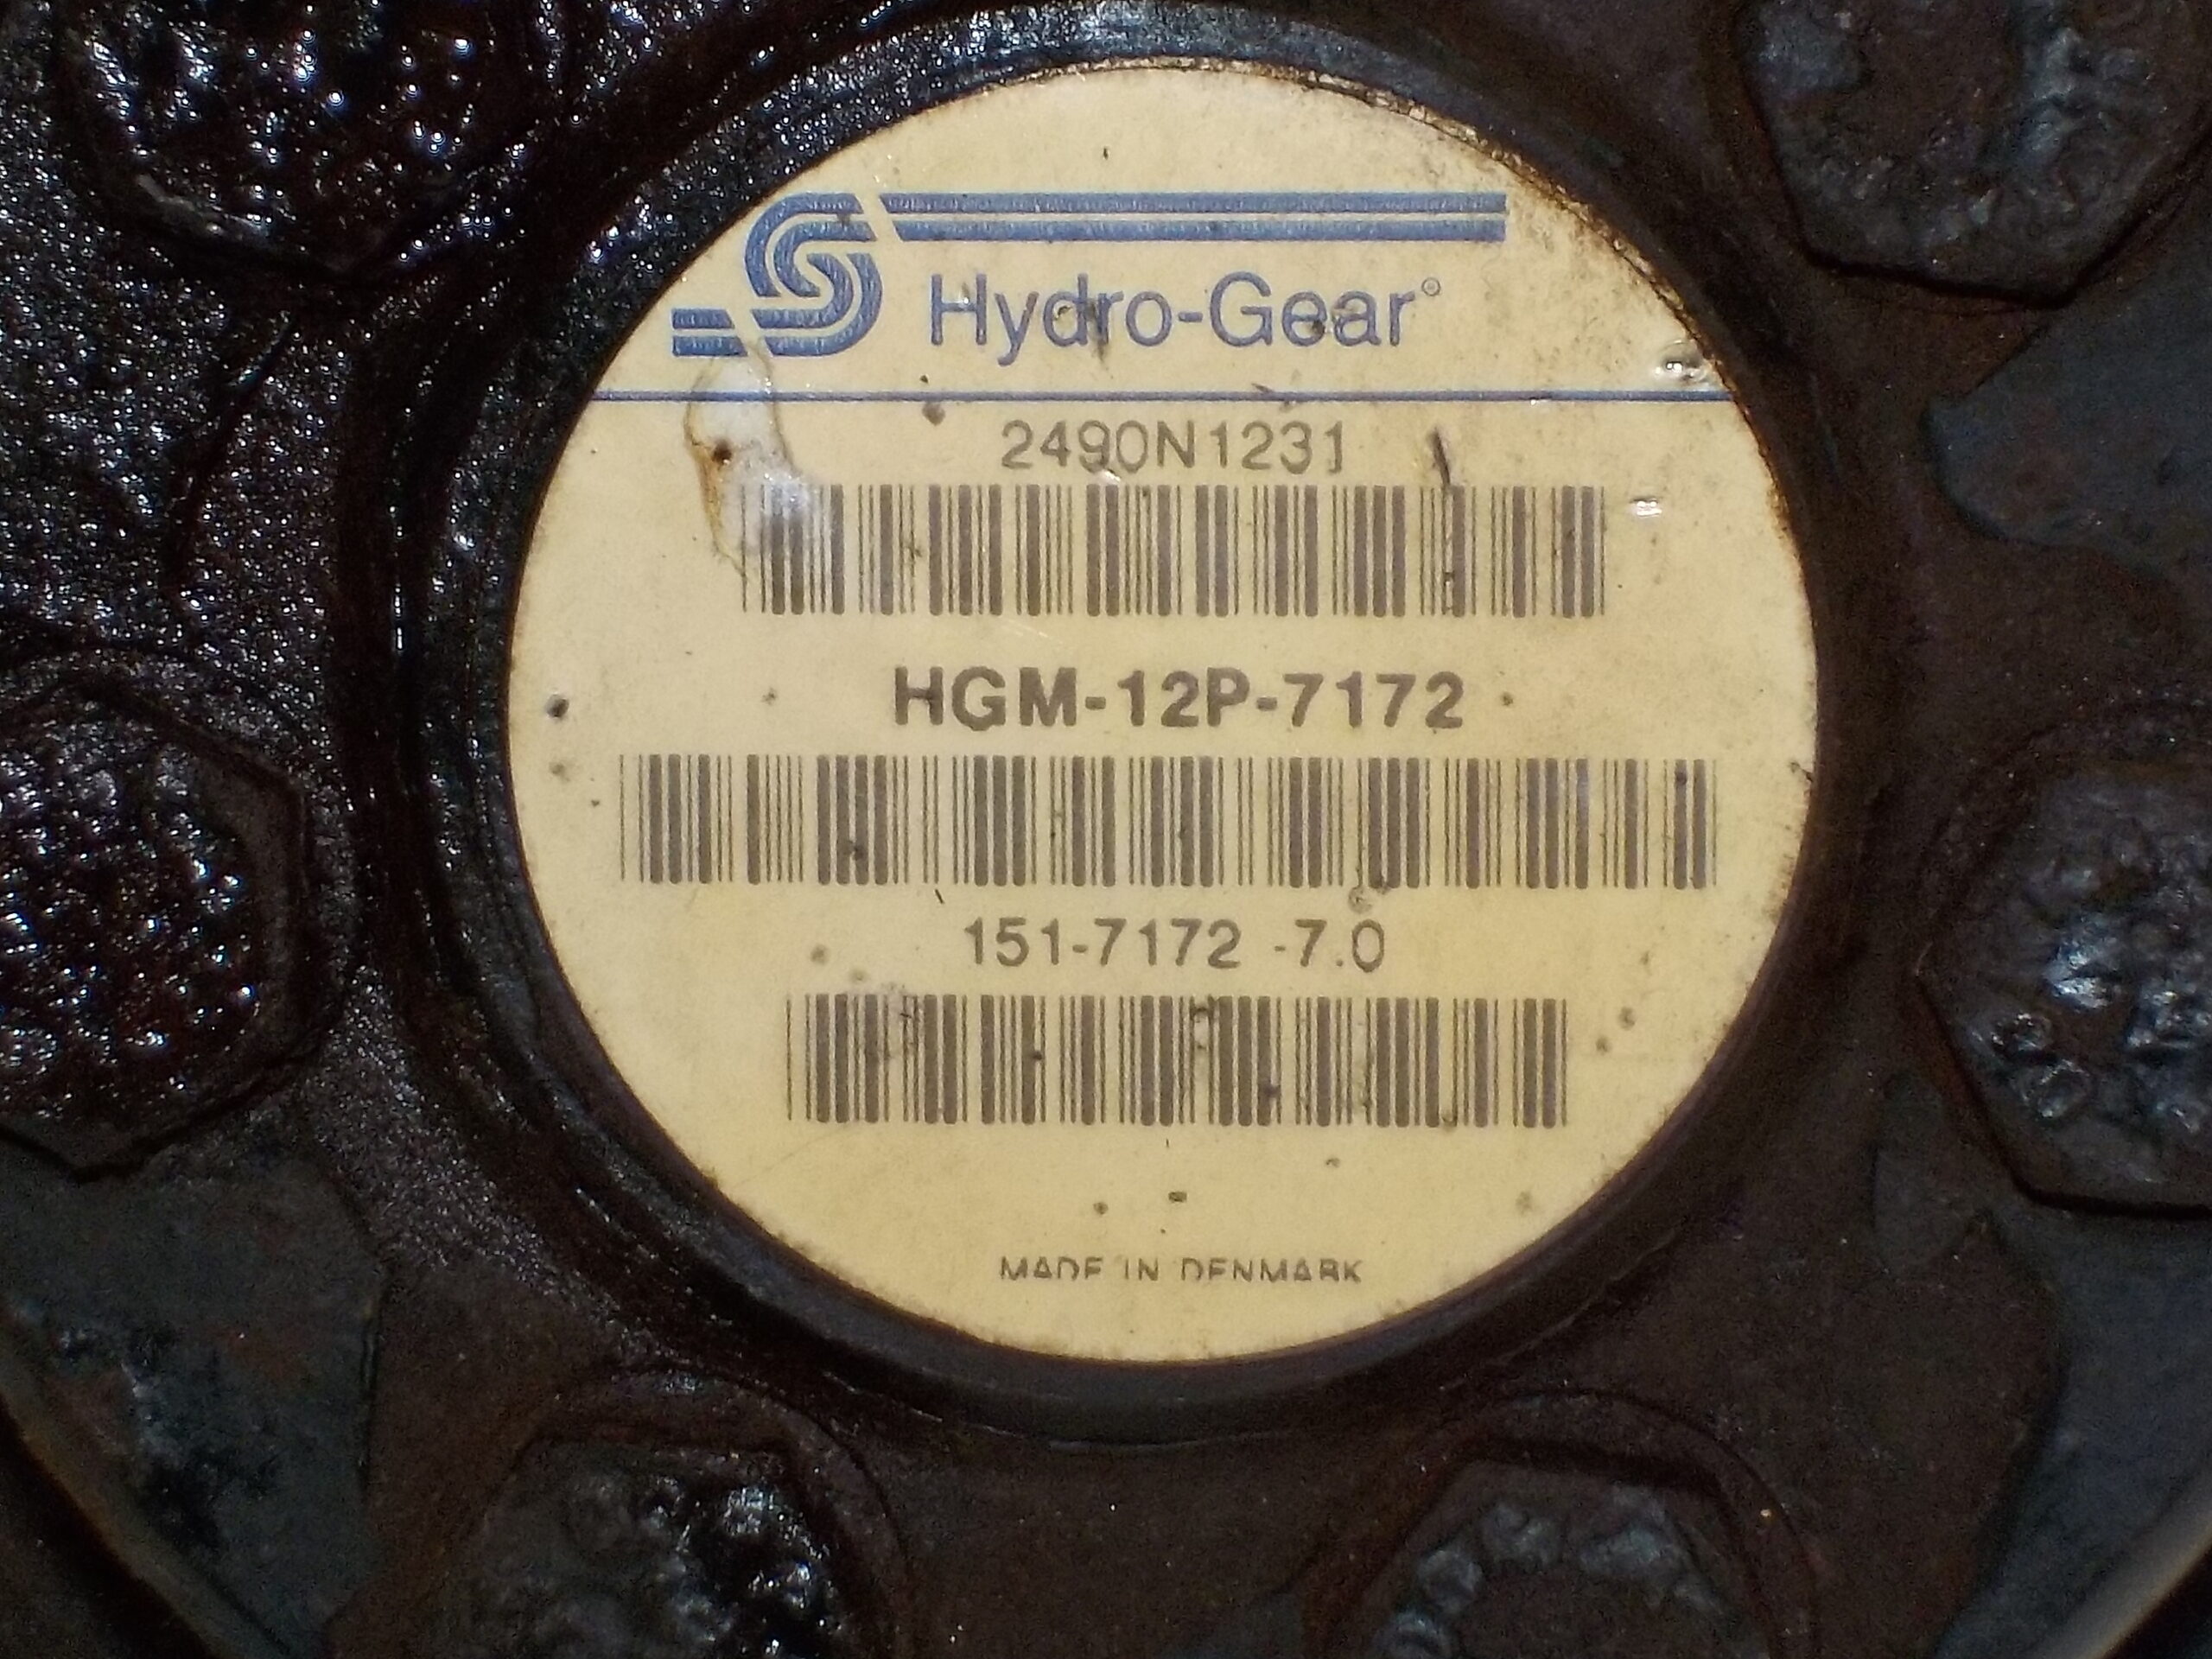 Hydro-Gear®
2490N1231
HGM-12P-7172
151-7172 -7.0
MADE IN DENMARK